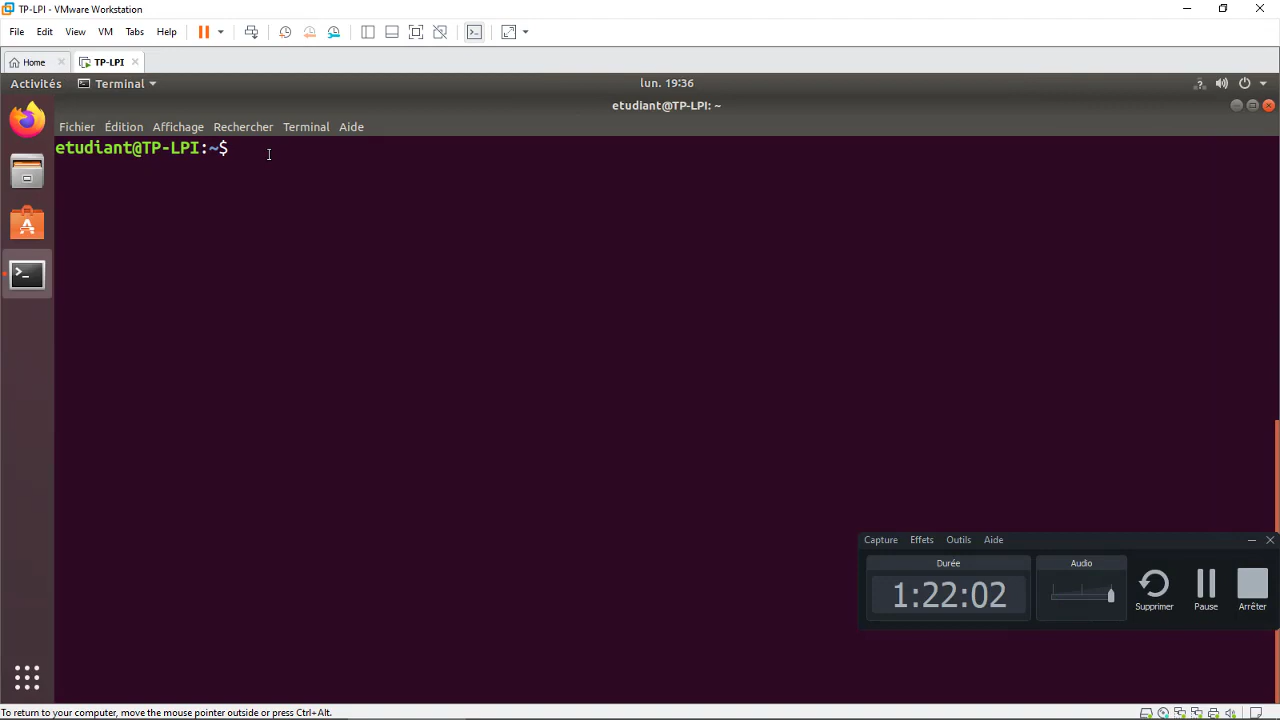 TP-LPI - VMware Workstation
File Edit View VM Tabs Help
Home TP-LPI
Activités Terminal lun. 19:36
etudiant@TP-LPI: ~
Fichier Édition Affichage Rechercher Terminal Aide
etudiant@TP-LPI:~$
Capture Effets Outils Aide
Durée Audio
1:22:02
Supprimer Pause Arrêter
To return to your computer, move the mouse pointer outside or press Ctrl+Alt.